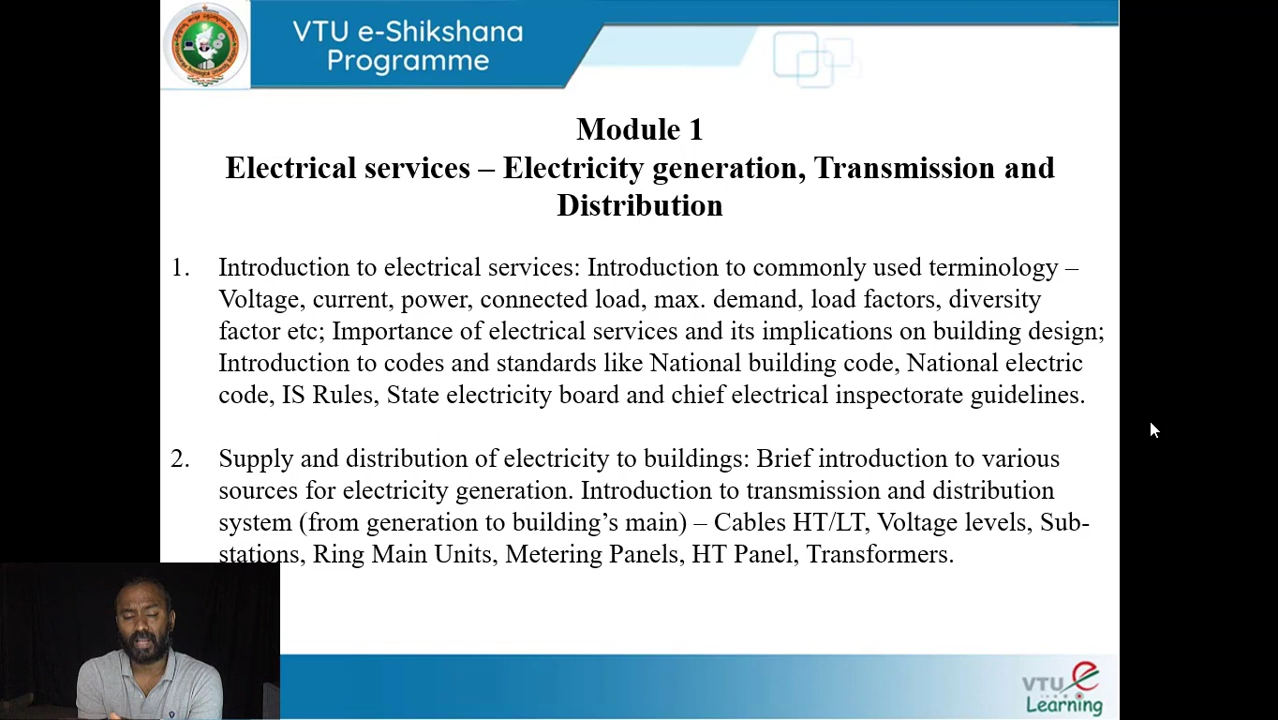 VTU e-Shikshana
Programme
Module 1
Electrical services – Electricity generation, Transmission and
Distribution
1. Introduction to electrical services: Introduction to commonly used terminology –
Voltage, current, power, connected load, max. demand, load factors, diversity
factor etc; Importance of electrical services and its implications on building design;
Introduction to codes and standards like National building code, National electric
code, IS Rules, State electricity board and chief electrical inspectorate guidelines.
2. Supply and distribution of electricity to buildings: Brief introduction to various
sources for electricity generation. Introduction to transmission and distribution
system (from generation to building’s main) – Cables HT/LT, Voltage levels, Sub-
stations, Ring Main Units, Metering Panels, HT Panel, Transformers.
VTU e
Learning